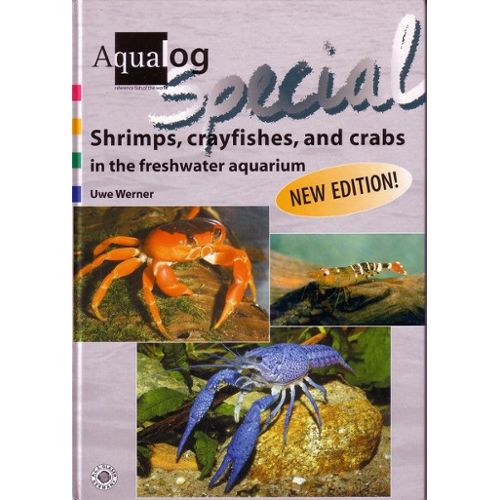 Aqualog
reference fish of the world
Special
Shrimps, crayfishes, and crabs
in the freshwater aquarium
Uwe Werner
NEW EDITION!